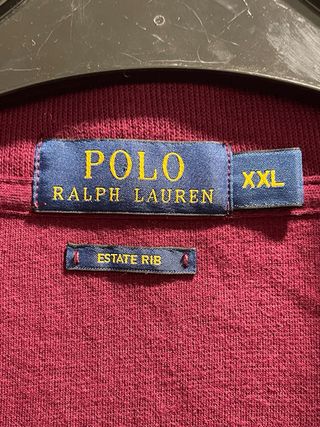 POLO
RALPH LAUREN
XXL
ESTATE RIB